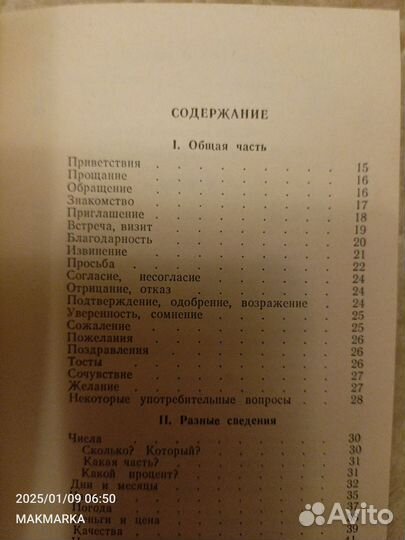 СОДЕРЖАНИЕ
I. Общая часть
Приветствия . . . . . . . . . . 15
Прощание . . . . . . . . . . 16
Обращение . . . . . . . . . . 16
Знакомство . . . . . . . . . . 17
Приглашение . . . . . . . . . . 18
Встреча, визит . . . . . . . . . . 19
Благодарность . . . . . . . . . . 20
Извинение . . . . . . . . . . 21
Просьба . . . . . . . . . . 22
Согласие, несогласие . . . . . . . . 24
Отрицание, отказ . . . . . . . . 24
Подтверждение, одобрение, возражение . 24
Уверенность, сомнение . . . . . . . 25
Сожаление . . . . . . . . . . 25
Пожелания . . . . . . . . . . 26
Поздравления . . . . . . . . . . 26
Тосты . . . . . . . . . . 26
Сочувствие . . . . . . . . . . 27
Желание . . . . . . . . . . 27
Некоторые употребительные вопросы . . 28
II. Разные сведения
Числа . . . . . . . . . . 30
Сколько? Который? . . . . . . . 30
Какая часть? . . . . . . . . 31
Какой процент? . . . . . . . . 31
Дни и месяцы . . . . . . . . 32
35
Погода . . . . . . . . . . 37
и цена
Качества . . . . . . . . 39
41
2025/01/09 06:50
MAKMARKA
Avito